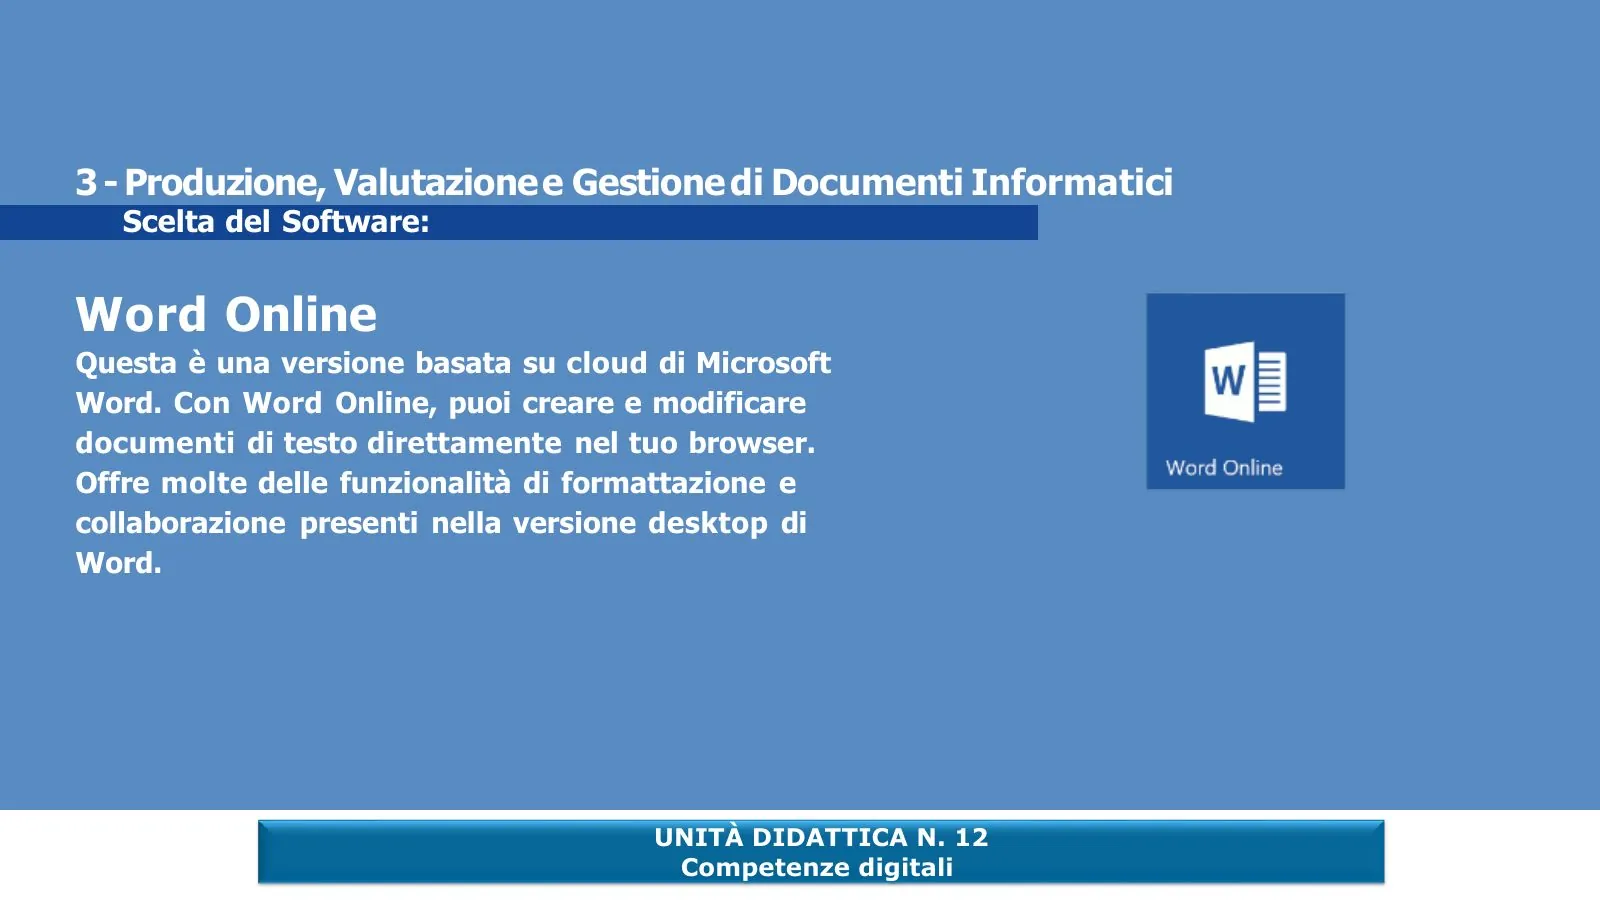 3 - Produzione, Valutazione e Gestione di Documenti Informatici
Scelta del Software:
Word Online
Questa è una versione basata su cloud di Microsoft
Word. Con Word Online, puoi creare e modificare
documenti di testo direttamente nel tuo browser.
Offre molte delle funzionalità di formattazione e
collaborazione presenti nella versione desktop di
Word.
W
Word Online
UNITÀ DIDATTICA N. 12
Competenze digitali